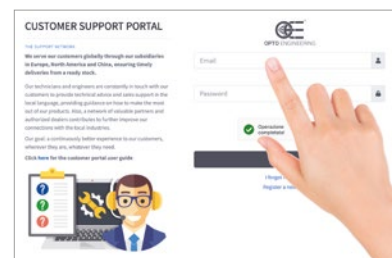 CUSTOMER SUPPORT PORTAL
THE SUPPORT NETWORK
We serve our customers globally through our subsidiaries
in Europe, North America and China, ensuring timely
deliveries from a ready stock.
Our technicians and engineers are constantly in touch with our
customers to provide technical advice and sales support in the
local language, providing guidance on how to make the most
out of our products. Also, a network of valuable partners and
authorized dealers contributes to further improve our
connections with the local industries.
Our goal: a continuously better experience to our customers,
wherever they are, whatever they need.
Click here for the customer portal user guide
OE
OPTO ENGINEERING
Email
Password
Operazione
completata!
I forgot
Register a new